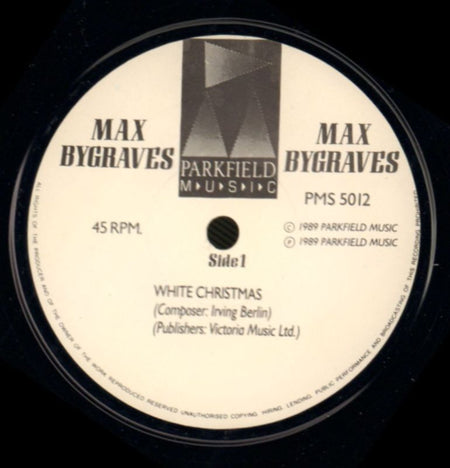 MAX
BYGRAVES
PARKFIELD
MUSIC
MAX
BYGRAVES
PMS 5012
45 RPM.
Ⓒ 1989 PARKFIELD MUSIC
Ⓟ 1989 PARKFIELD MUSIC
Side 1
WHITE CHRISTMAS
(Composer: Irving Berlin)
(Publishers: Victoria Music Ltd.)
ALL RIGHTS OF THE PRODUCER AND OF THE OWNER OF THE WORK REPRODUCED RESERVED UNAUTHORISED COPYING, HIRING, LENDING, PUBLIC PERFORMANCE AND BROADCASTING OF THIS RECORDING PROHIBITED